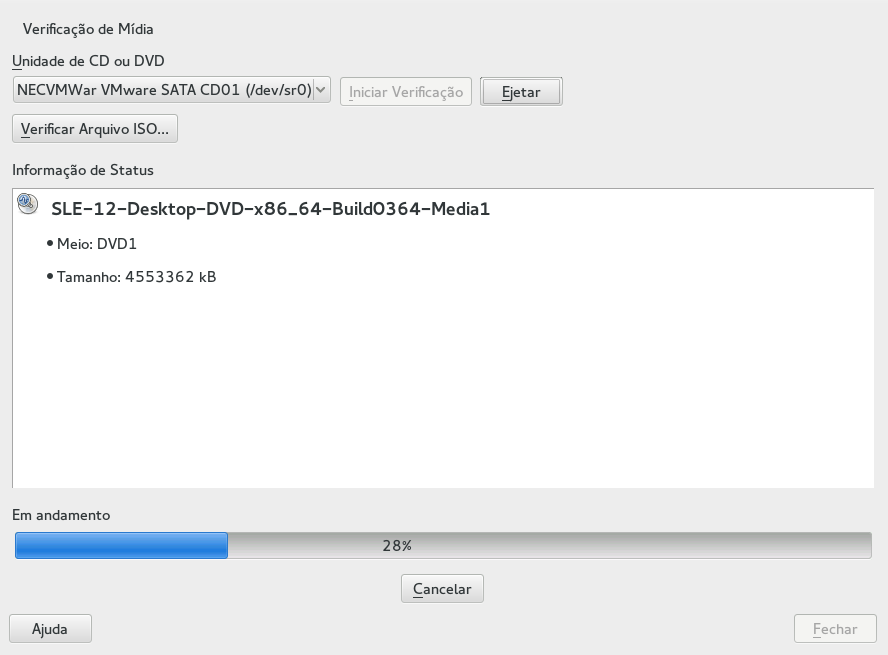 Verificação de Mídia
Unidade de CD ou DVD
NECVMWar VMware SATA CD01 (/dev/sr0) Iniciar Verificação Ejetar
Verificar Arquivo ISO...
Informação de Status
SLE-12-Desktop-DVD-x86_64-Build0364-Media1
• Meio: DVD1
• Tamanho: 4553362 kB
Em andamento
28%
Cancelar
Ajuda Fechar